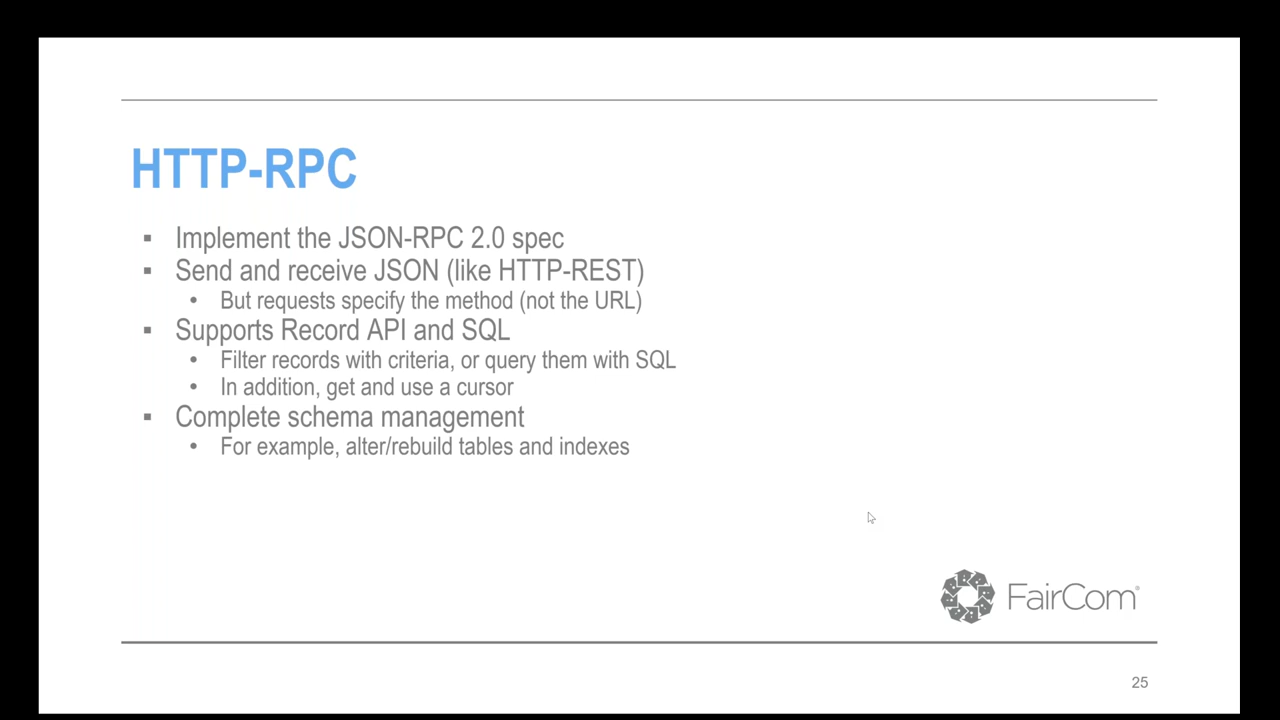 HTTP-RPC
▪ Implement the JSON-RPC 2.0 spec
▪ Send and receive JSON (like HTTP-REST)
• But requests specify the method (not the URL)
▪ Supports Record API and SQL
• Filter records with criteria, or query them with SQL
• In addition, get and use a cursor
▪ Complete schema management
• For example, alter/rebuild tables and indexes
FairCom®
25